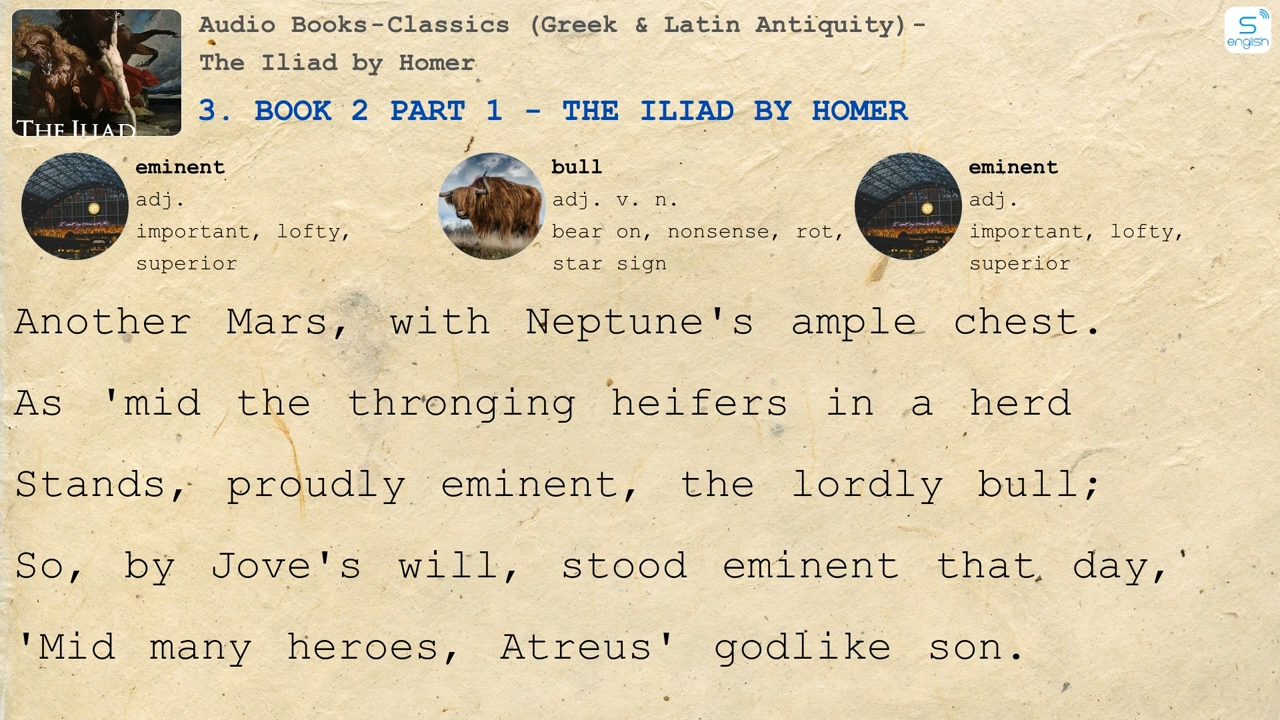 Audio Books-Classics (Greek & Latin Antiquity)-
The Iliad by Homer
3. BOOK 2 PART 1 - THE ILIAD BY HOMER
THE ILIAD
S
english
eminent
adj.
important, lofty,
superior
bull
adj. v. n.
bear on, nonsense, rot,
star sign
eminent
adj.
important, lofty,
superior
Another Mars, with Neptune's ample chest.
As 'mid the thronging heifers in a herd
Stands, proudly eminent, the lordly bull;
So, by Jove's will, stood eminent that day,
'Mid many heroes, Atreus' godlike son.